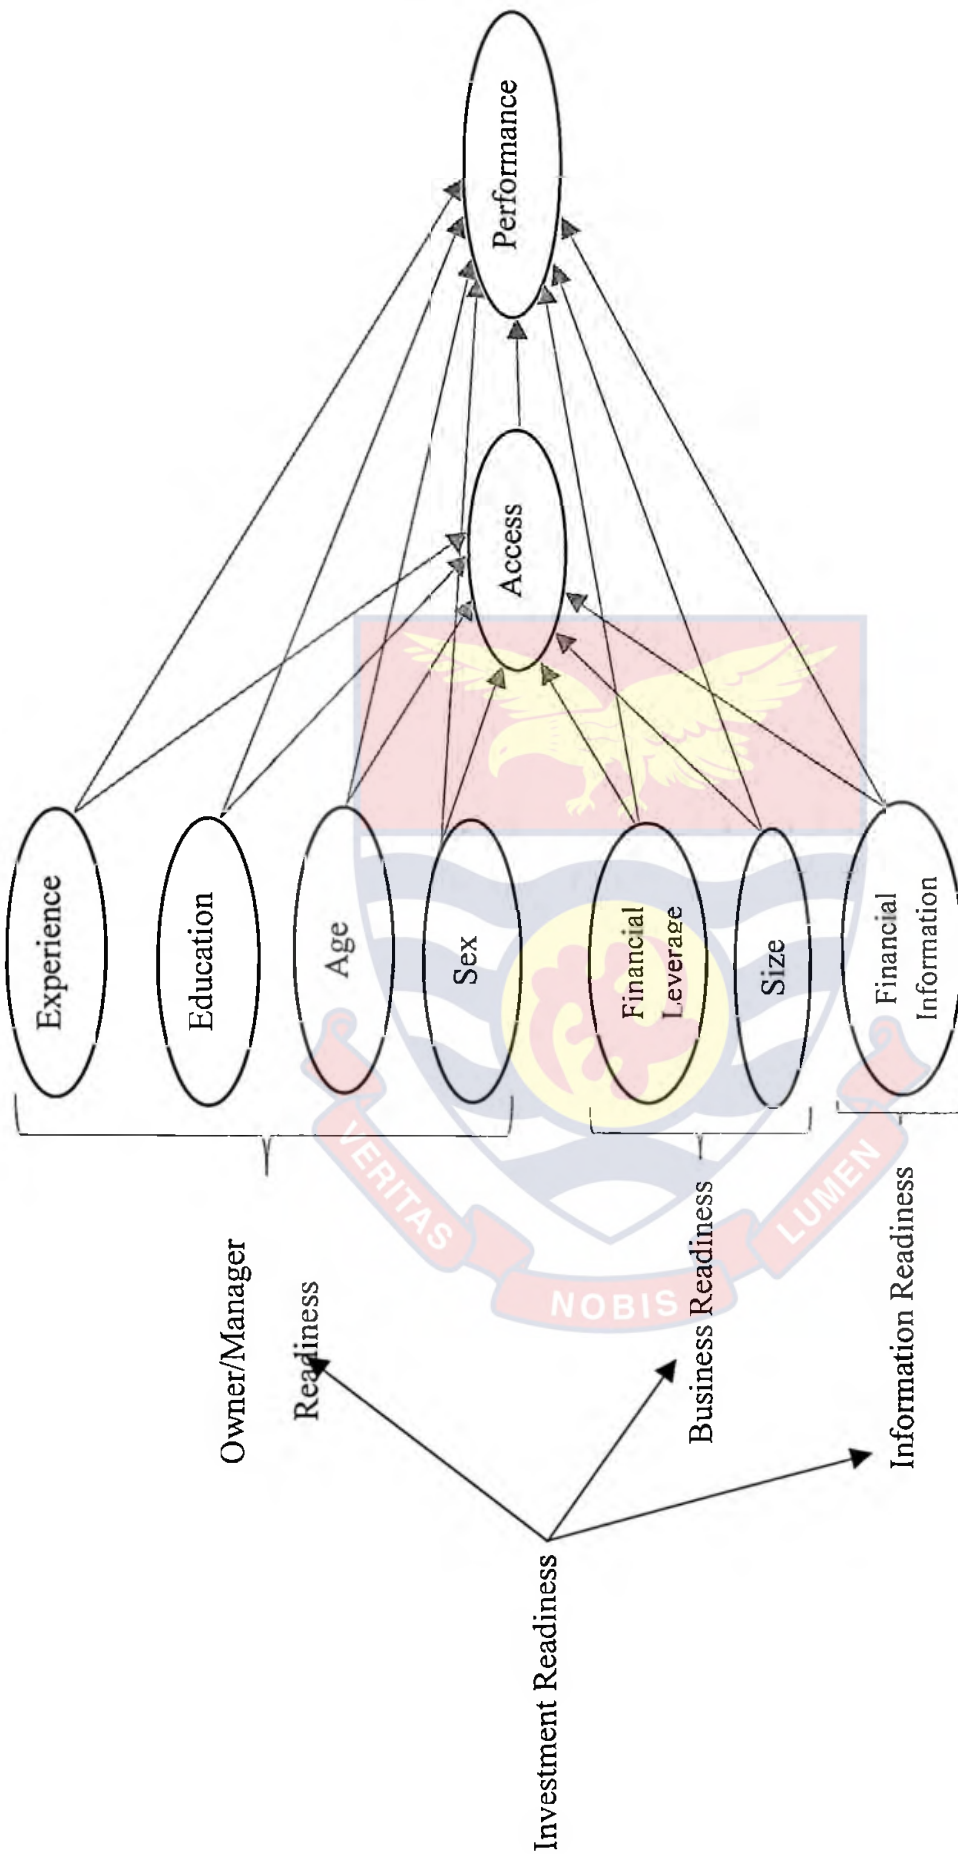 Investment Readiness
Owner/Manager
Readiness
Business Readiness
Information Readiness
Experience
Education
Age
Sex
Financial
Leverage
Size
Financial
Information
Access
Performance
VERITAS
NOBIS
LUMEN